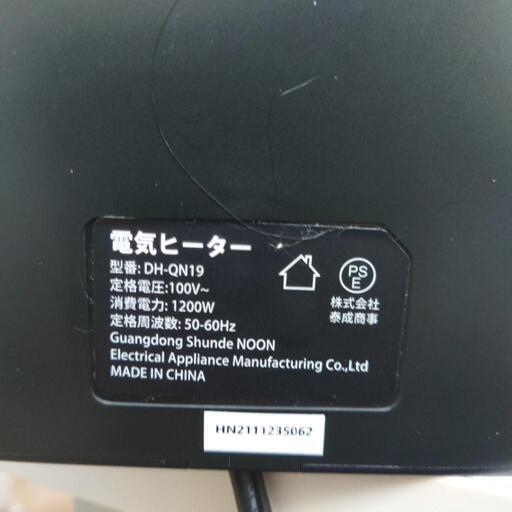 電気ヒーター
型番: DH-QN19
定格電圧:100V~
消費電力: 1200W
定格周波数: 50-60Hz
Guangdong Shunde NOON
Electrical Appliance Manufacturing Co.,Ltd
MADE IN CHINA
PS
E
株式会社
泰成商事
HN2111235062